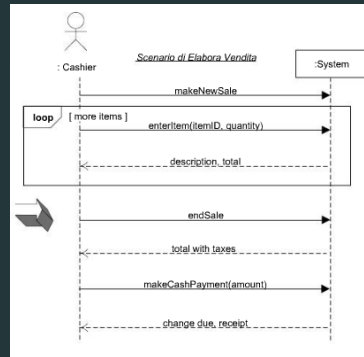 Scenario di Elabora Vendita
: Cashier
:System
makeNewSale
loop
[ more items ]
enterItem(itemID, quantity)
description, total
endSale
total with taxes
makeCashPayment(amount)
change due, receipt